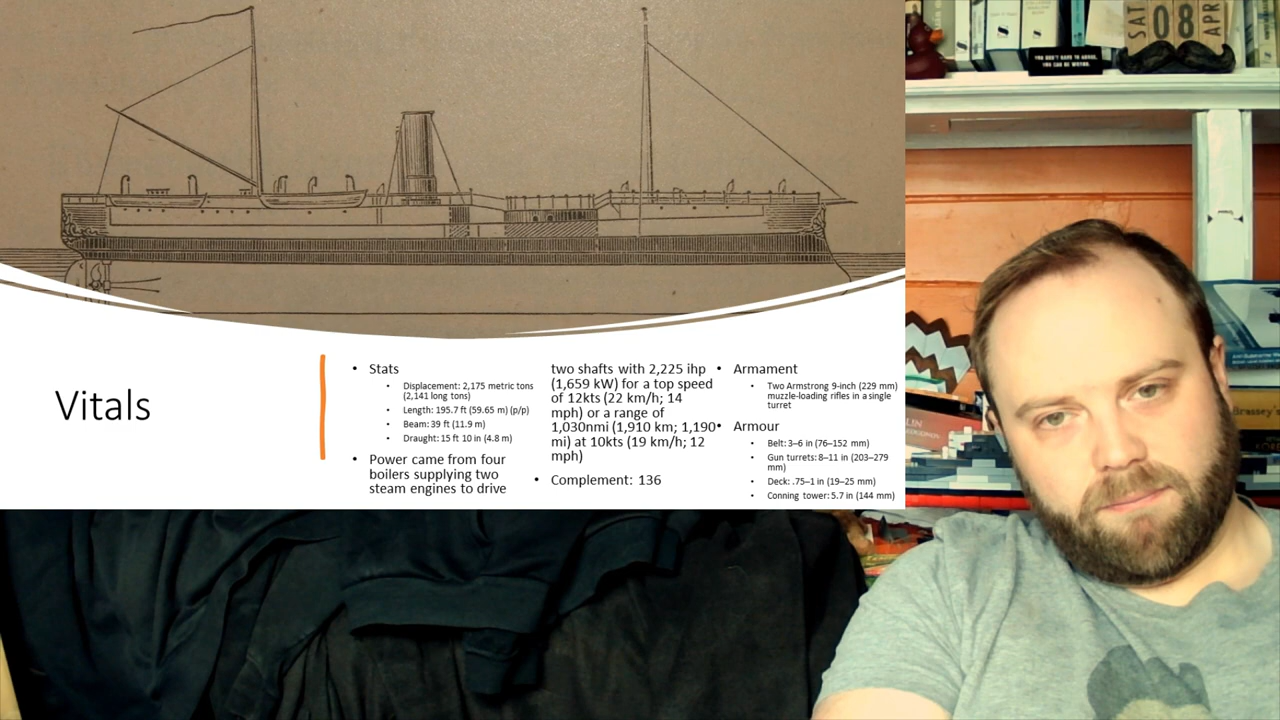 Vitals
• Stats
• Displacement: 2,175 metric tons
(2,141 long tons)
• Length: 195.7 ft (59.65 m) (p/p)
• Beam: 39 ft (11.9 m)
• Draught: 15 ft 10 in (4.8 m)
• Power came from four
boilers supplying two
steam engines to drive
two shafts with 2,225 ihp
(1,659 kW) for a top speed
of 12kts (22 km/h; 14
mph) or a range of
1,030nmi (1,910 km; 1,190
mi) at 10kts (19 km/h; 12
mph)
• Complement: 136
• Armament
• Two Armstrong 9-inch (229 mm)
muzzle-loading rifles in a single
turret
• Armour
• Belt: 3–6 in (76–152 mm)
• Gun turrets: 8–11 in (203–279
mm)
• Deck: .75–1 in (19–25 mm)
• Conning tower: 5.7 in (144 mm)
SAT 08 APR
Brassey's